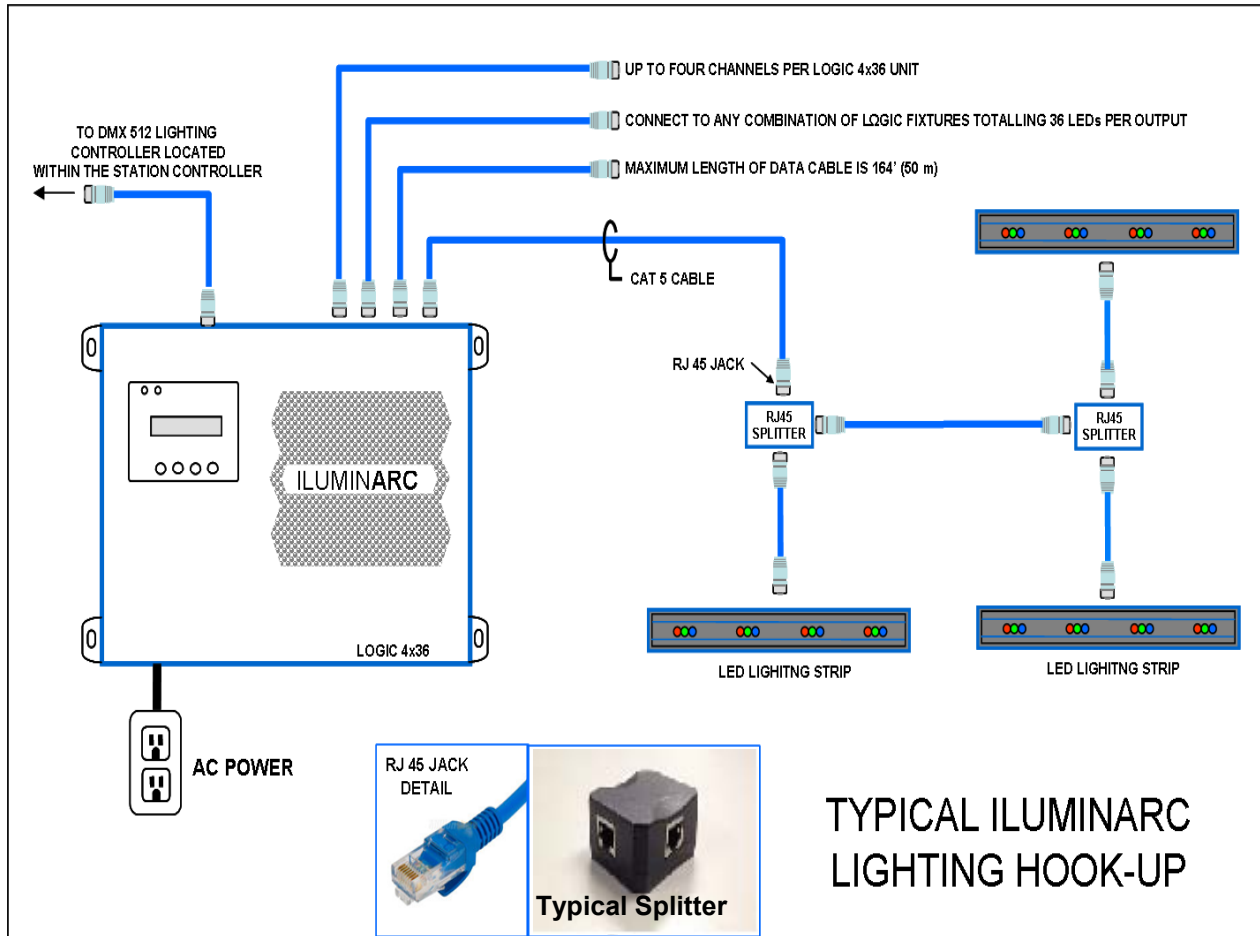 UP TO FOUR CHANNELS PER LOGIC 4x36 UNIT
CONNECT TO ANY COMBINATION OF LΩGIC FIXTURES TOTALLING 36 LEDs PER OUTPUT
MAXIMUM LENGTH OF DATA CABLE IS 164' (50 m)
TO DMX 512 LIGHTING
CONTROLLER LOCATED
WITHIN THE STATION CONTROLLER
CAT 5 CABLE
RJ 45 JACK
RJ45
SPLITTER
RJ45
SPLITTER
ILUMINARC
LOGIC 4x36
LED LIGHITNG STRIP
LED LIGHITNG STRIP
AC POWER
RJ 45 JACK
DETAIL
Typical Splitter
TYPICAL ILUMINARC
LIGHTING HOOK-UP